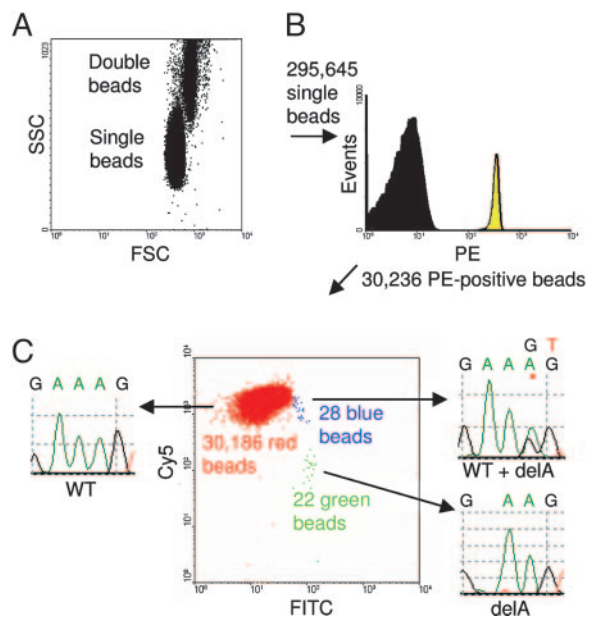 A
1023
SSC
0
Double
beads
Single
beads
10⁰ 10¹ 10² 10³ 10⁴
FSC
B
295,645
single
beads
10000
Events
0
10⁰ 10¹ 10² 10³ 10⁴
PE
30,236 PE-positive beads
C
G A A A G
WT
10⁴
10³
10²
10¹
10⁰
Cy5
30,186 red
beads
28 blue
beads
22 green
beads
10⁰ 10¹ 10² 10³ 10⁴
FITC
G T
G A A A G
WT + delA
G A A G
delA